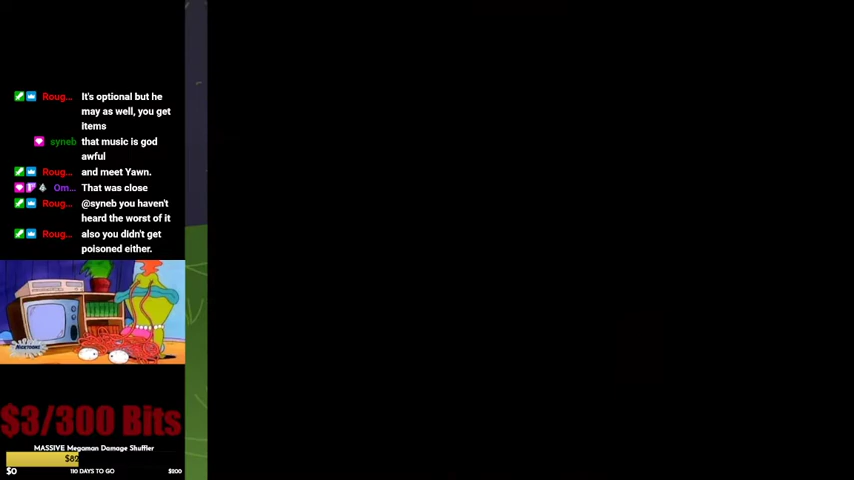 Roug... It's optional but he
may as well, you get
items
syneb that music is god
awful
Roug... and meet Yawn.
Om... That was close
Roug... @syneb you haven't
heard the worst of it
Roug... also you didn't get
poisoned either.
NICKTOONS
$3/300 Bits
MASSIVE Megaman Damage Shuffler
$82
$0 110 DAYS TO GO $200